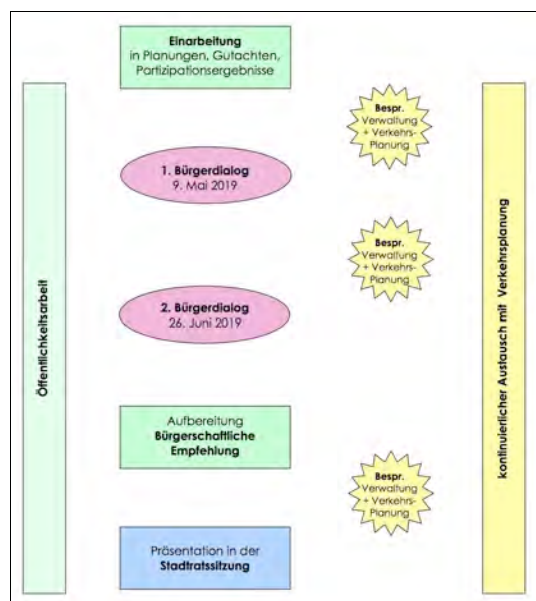 Einarbeitung
in Planungen, Gutachten,
Partizipationsergebnisse
Bespr.
Verwaltung
+ Verkehrs-
Planung
1. Bürgerdialog
9. Mai 2019
Bespr.
Verwaltung
+ Verkehrs-
Planung
2. Bürgerdialog
26. Juni 2019
Öffentlichkeitsarbeit
kontinuierlicher Austausch mit Verkehrsplanung
Aufbereitung
Bürgerschaftliche
Empfehlung
Bespr.
Verwaltung
+ Verkehrs-
Planung
Präsentation in der
Stadtratssitzung